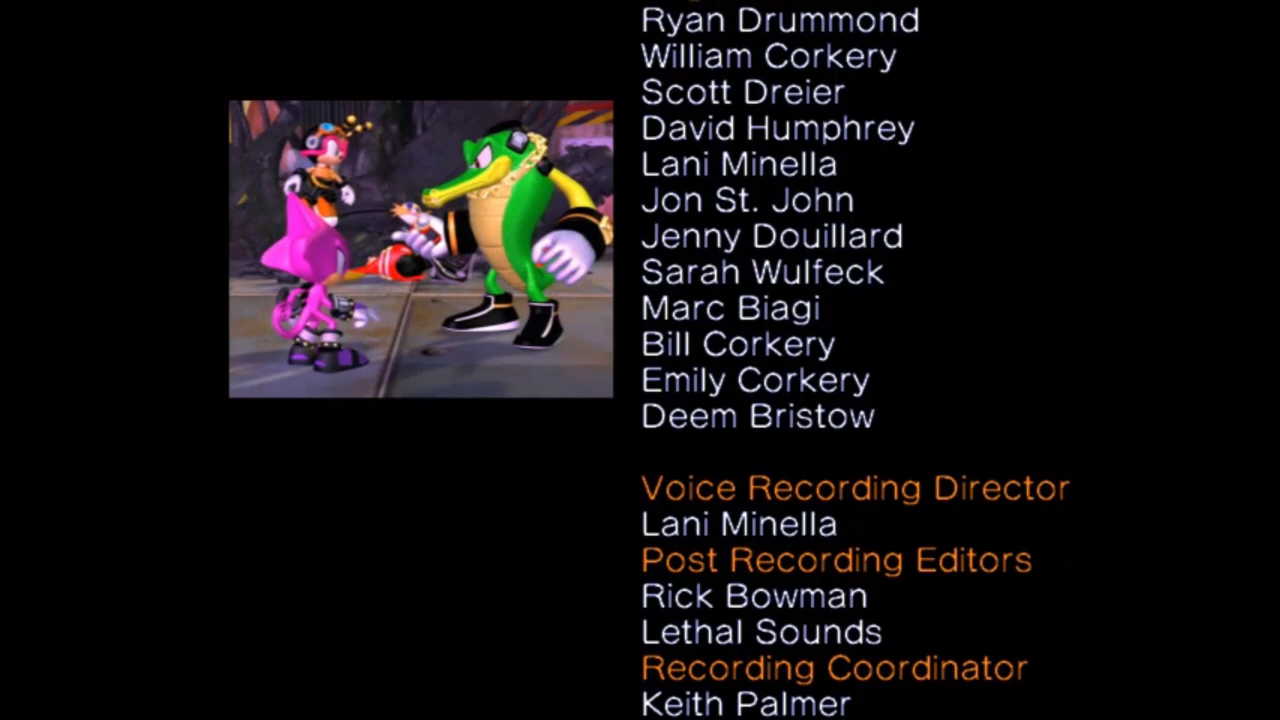 Ryan Drummond
William Corkery
Scott Dreier
David Humphrey
Lani Minella
Jon St. John
Jenny Douillard
Sarah Wulfeck
Marc Biagi
Bill Corkery
Emily Corkery
Deem Bristow
Voice Recording Director
Lani Minella
Post Recording Editors
Rick Bowman
Lethal Sounds
Recording Coordinator
Keith Palmer